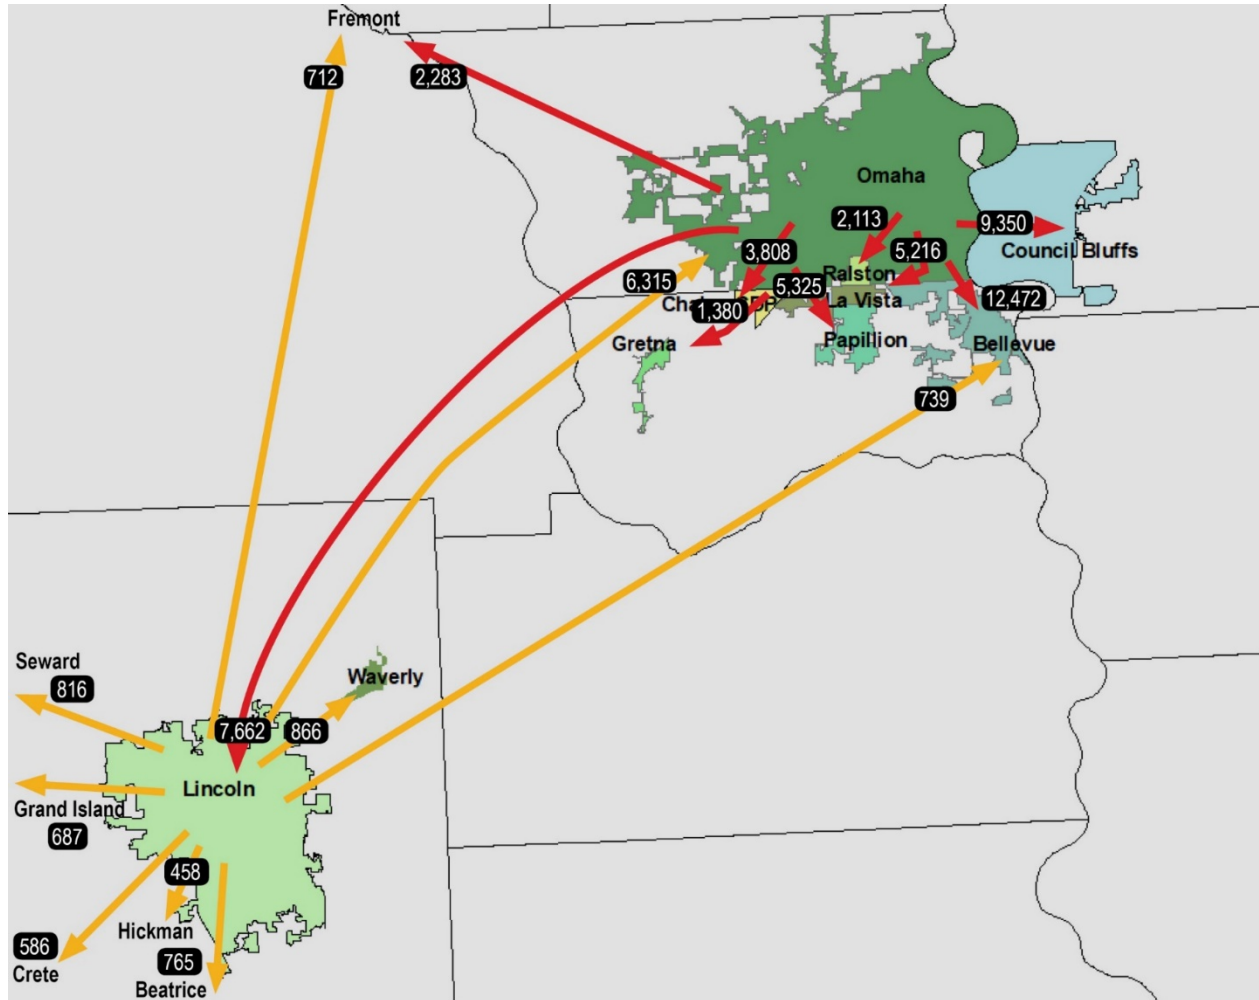 Fremont
712
2,283
Omaha
2,113
9,350
3,808
5,216
Council Bluffs
6,315
5,325
Ralston
12,472
1,380
La Vista
Gretna
Papillion
Bellevue
739
Seward
816
Waverly
7,662
866
Lincoln
Grand Island
687
458
Hickman
586
765
Crete
Beatrice